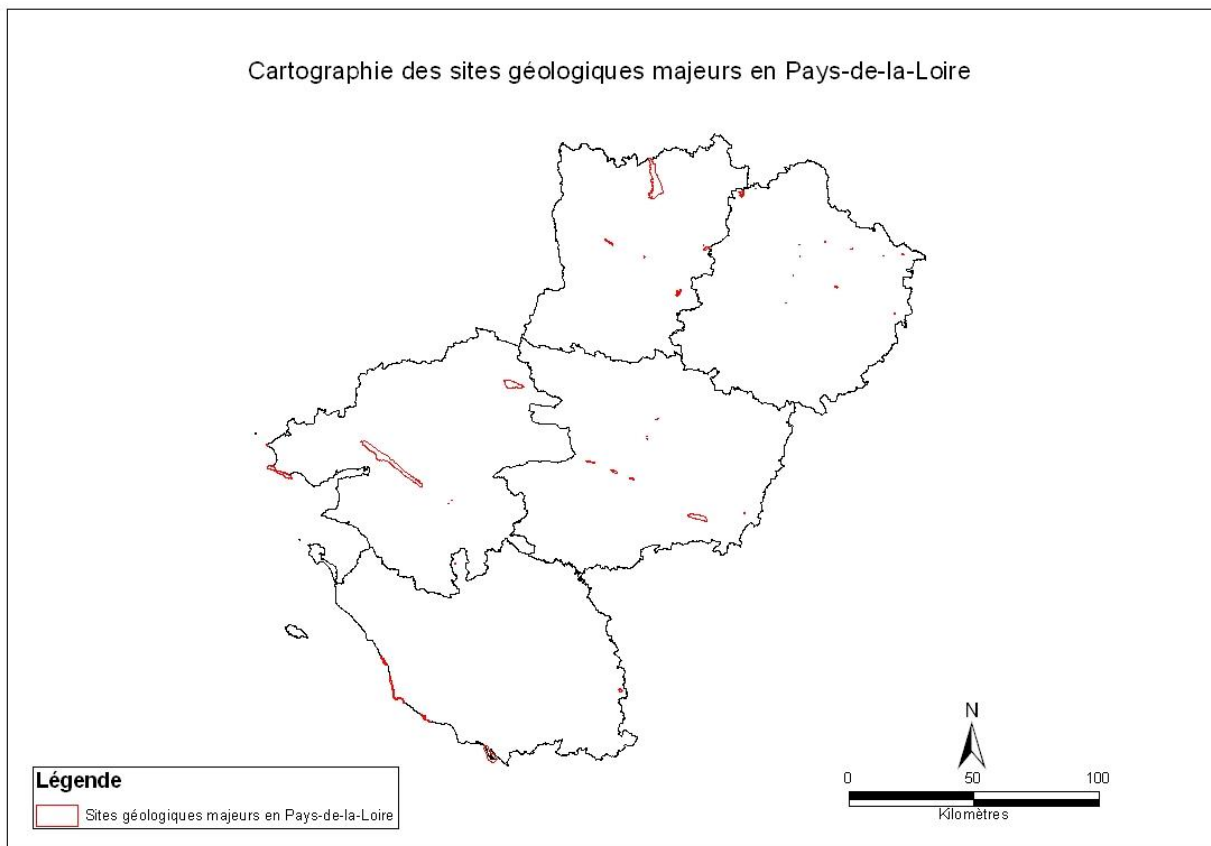 Cartographie des sites géologiques majeurs en Pays-de-la-Loire
N
0 50 100
Kilomètres
Légende
Sites géologiques majeurs en Pays-de-la-Loire